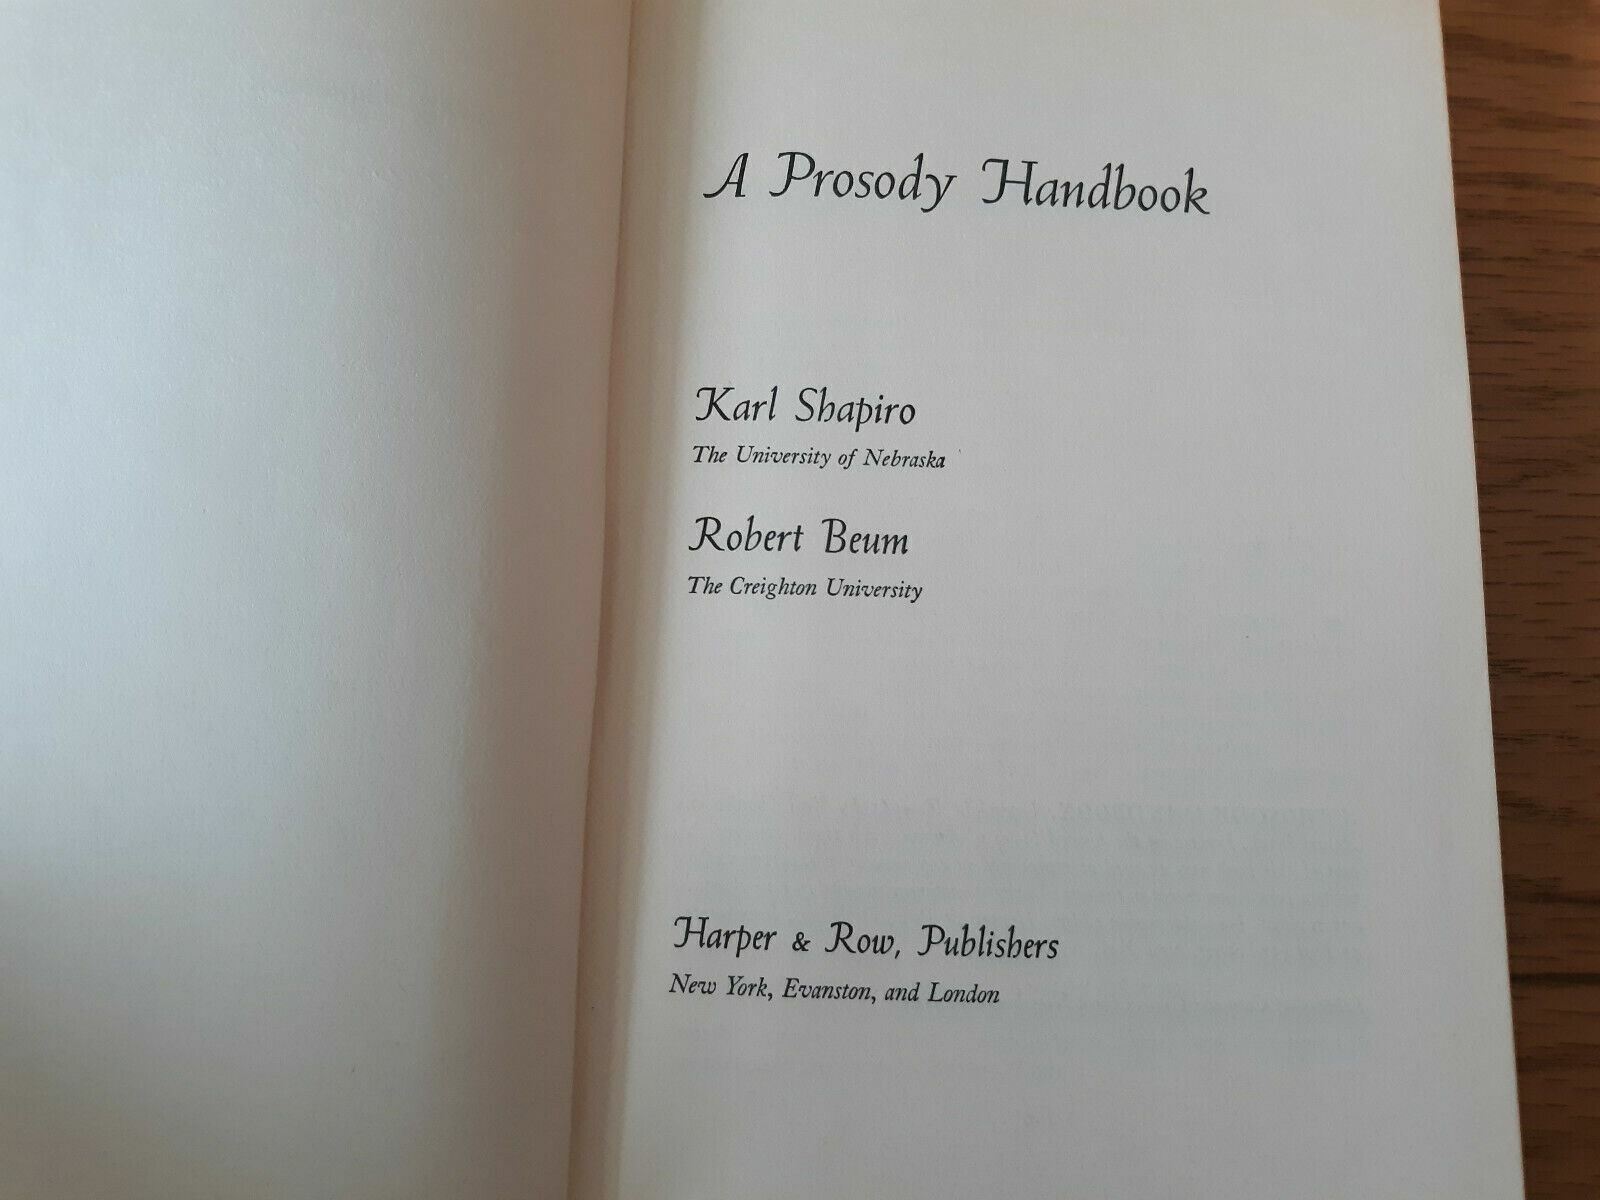 A Prosody Handbook
Karl Shapiro
The University of Nebraska
Robert Beum
The Creighton University
Harper & Row, Publishers
New York, Evanston, and London